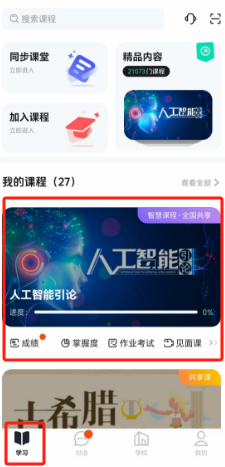 搜索课程
同步课堂
立即进入
精品内容
21073门课程
人工智能引论
加入课程
立即进入
我的课程（27）
查看全部 >
智慧课程·全国共享
人工智能引论
人工智能引论
进度：
0%
成绩
掌握度
作业考试
见面课
共享课
古希腊
学习
对话
学校
我的